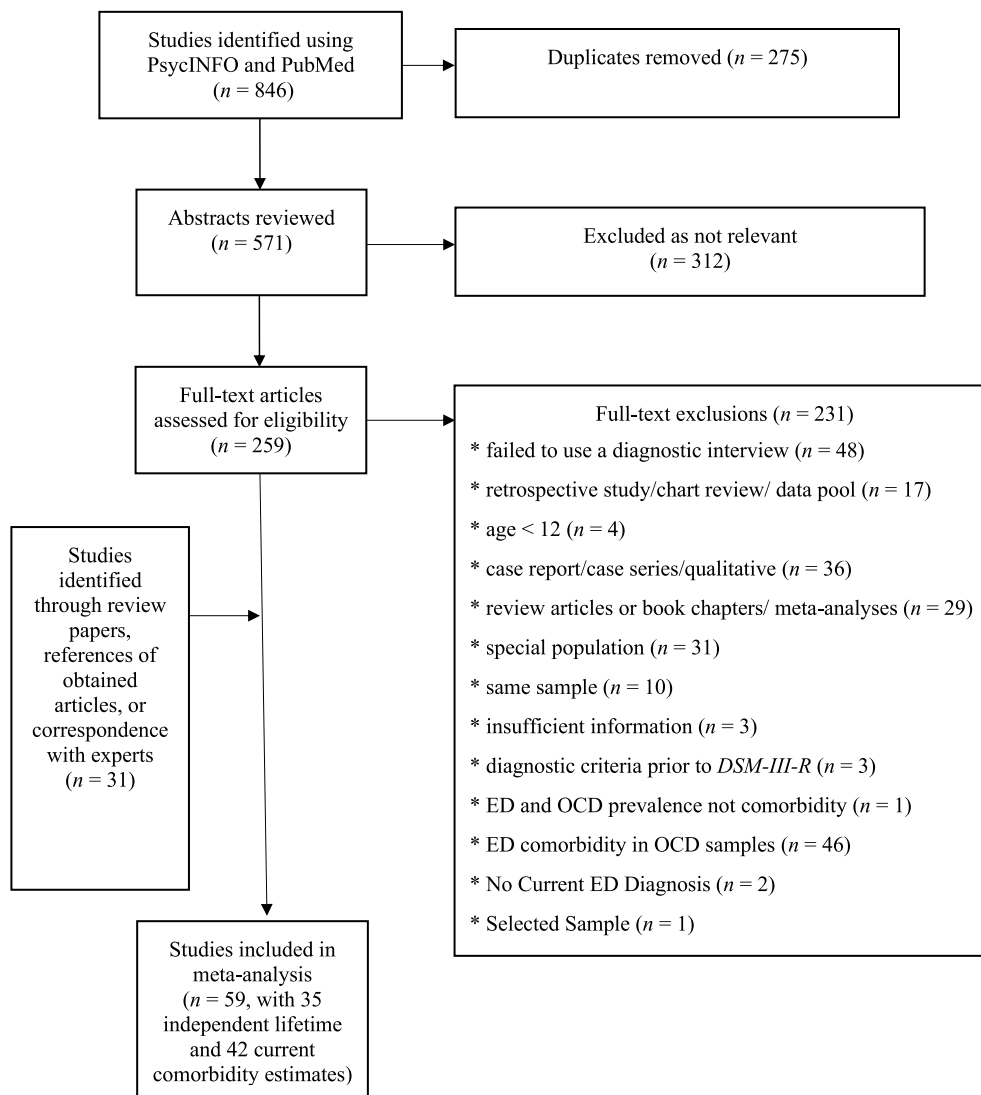 Studies identified using
PsycINFO and PubMed
(n = 846)
Duplicates removed (n = 275)
Abstracts reviewed
(n = 571)
Excluded as not relevant
(n = 312)
Full-text articles
assessed for eligibility
(n = 259)
Full-text exclusions (n = 231)
* failed to use a diagnostic interview (n = 48)
* retrospective study/chart review/ data pool (n = 17)
* age < 12 (n = 4)
* case report/case series/qualitative (n = 36)
* review articles or book chapters/ meta-analyses (n = 29)
* special population (n = 31)
* same sample (n = 10)
* insufficient information (n = 3)
* diagnostic criteria prior to DSM-III-R (n = 3)
* ED and OCD prevalence not comorbidity (n = 1)
* ED comorbidity in OCD samples (n = 46)
* No Current ED Diagnosis (n = 2)
* Selected Sample (n = 1)
Studies
identified
through review
papers,
references of
obtained
articles, or
correspondence
with experts
(n = 31)
Studies included in
meta-analysis
(n = 59, with 35
independent lifetime
and 42 current
comorbidity estimates)